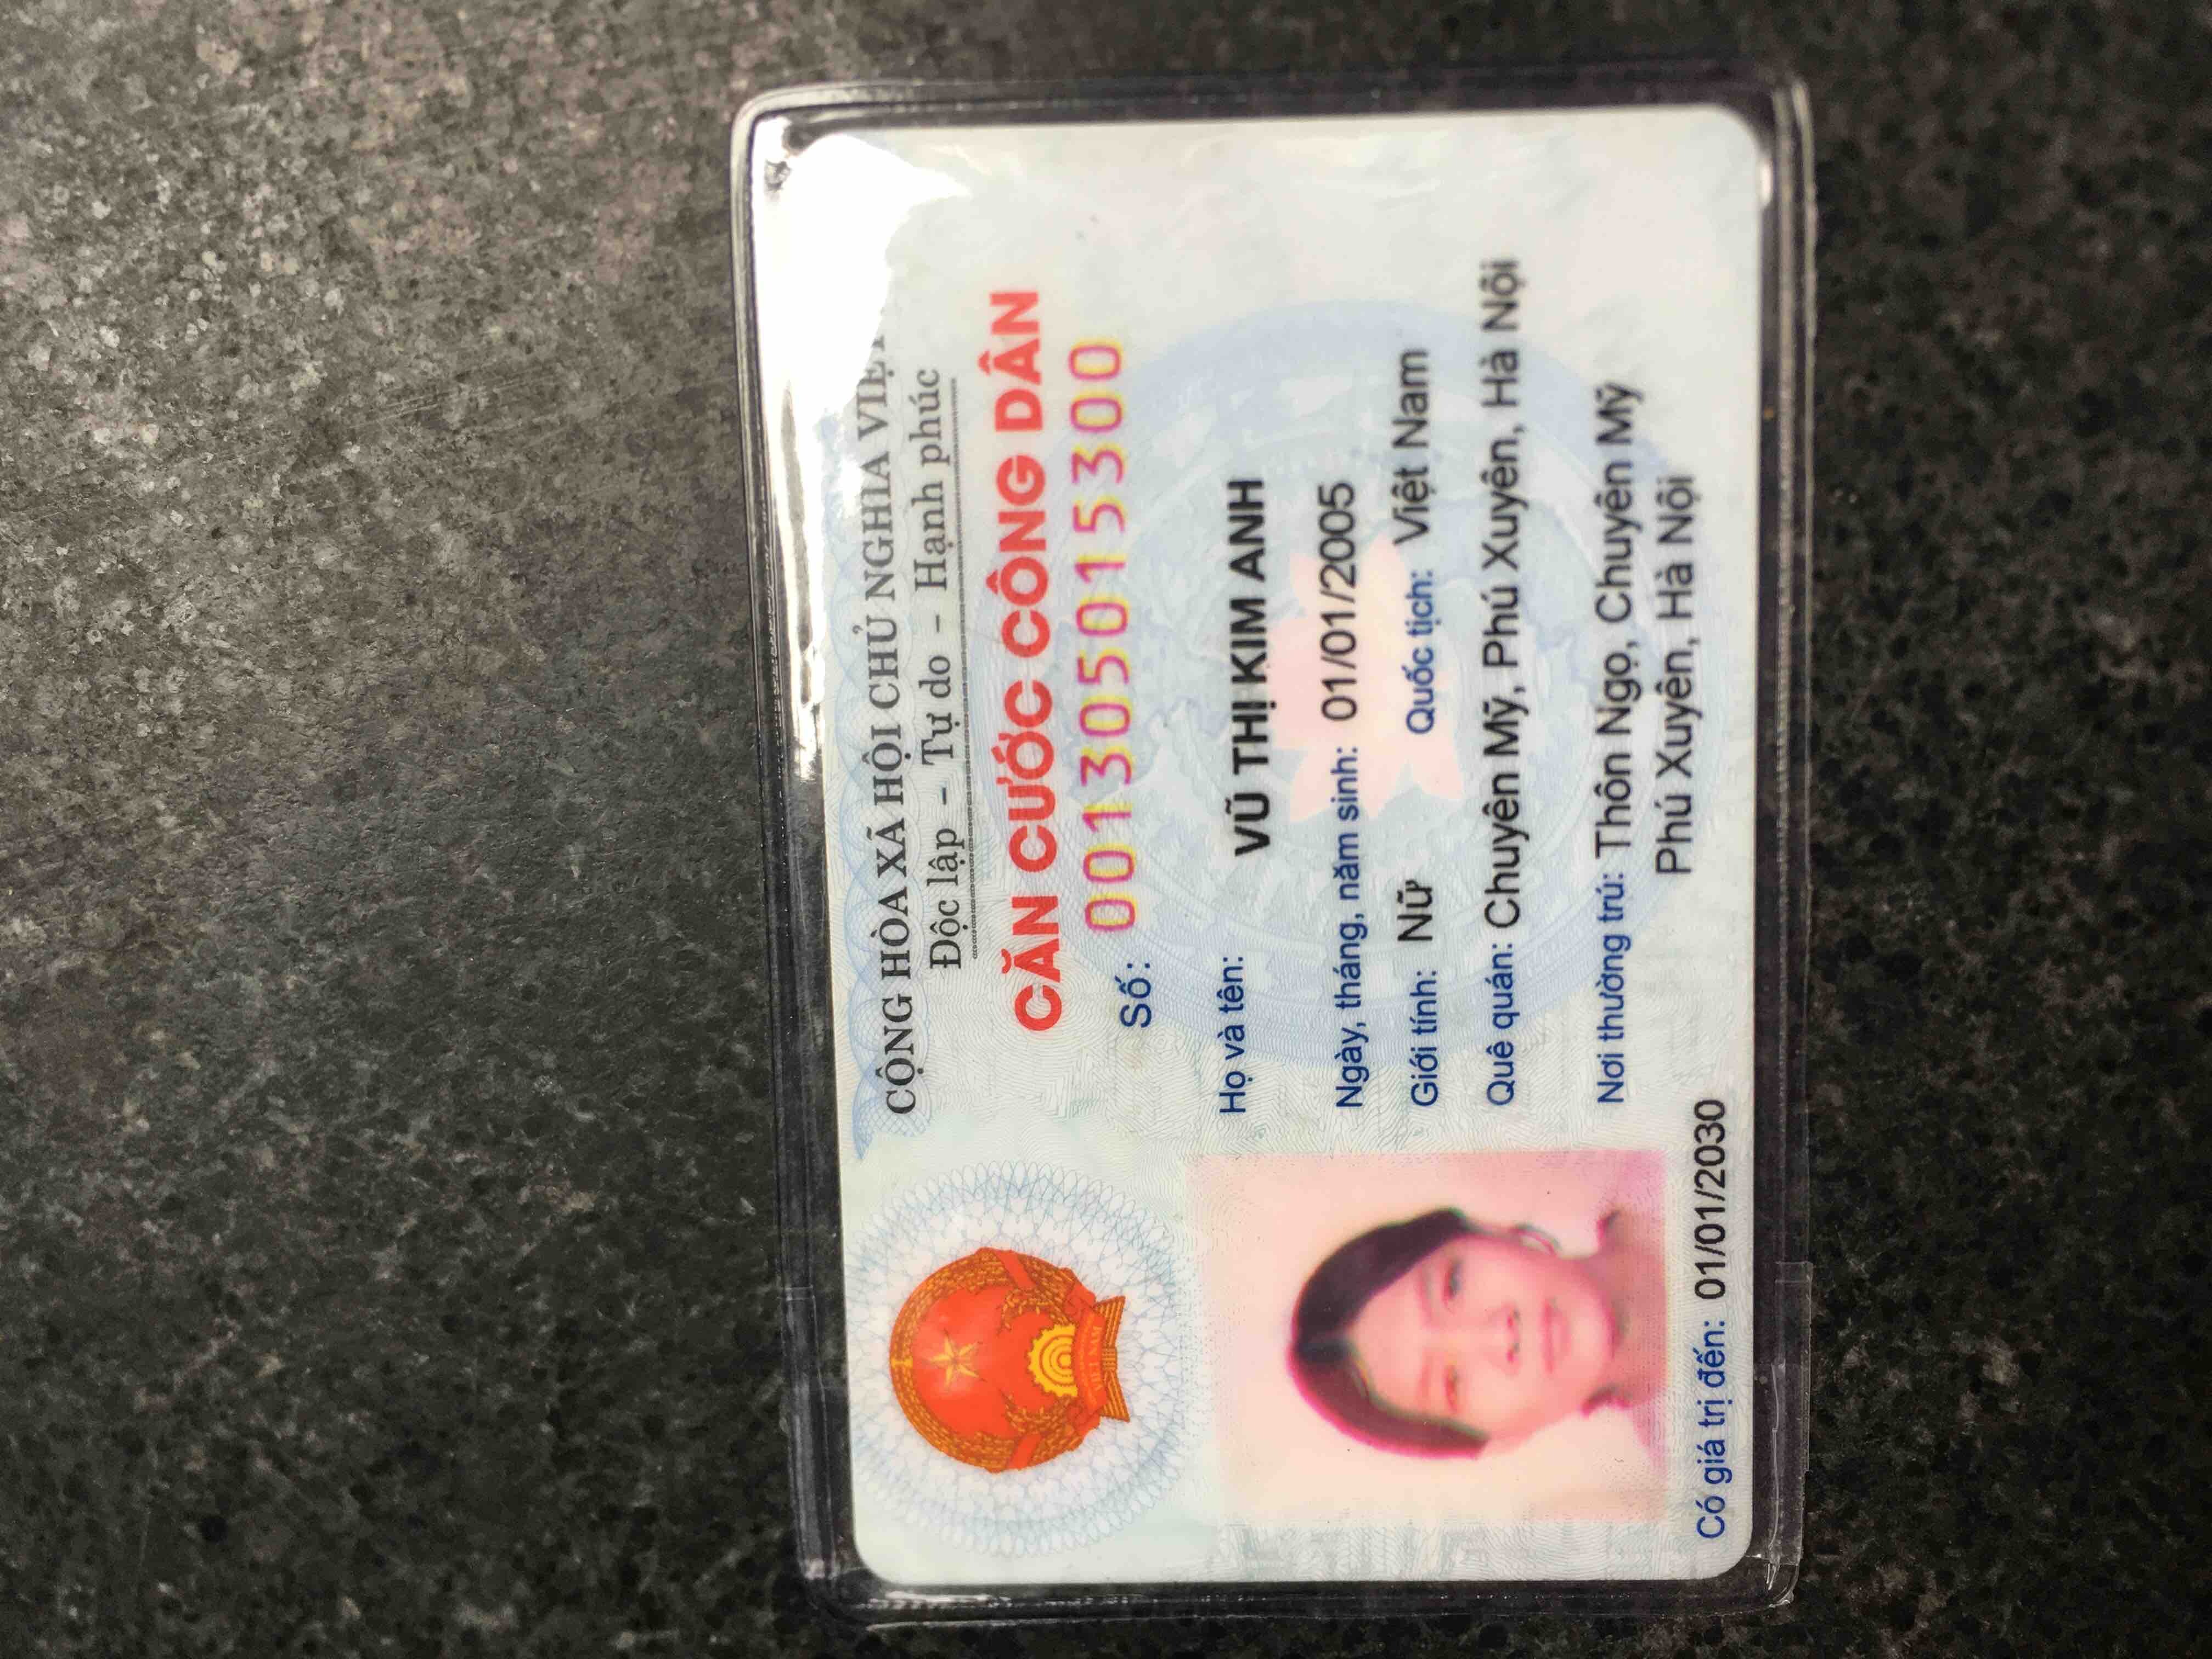 CỘNG HÒA XÃ HỘI CHỦ NGHĨA
Độc lập - Tự do - Hạnh phúc
CĂN CƯỚC CÔNG DÂN
Số: 001305015300
Họ và tên: VŨ THỊ KIM ANH
Ngày, tháng, năm sinh: 01/01/2005
Giới tính: Nữ Quốc tịch: Việt Nam
Quê quán: Chuyên Mỹ, Phú Xuyên, Hà Nội
Nơi thường trú: Thôn Ngọ, Chuyên Mỹ
Phú Xuyên, Hà Nội
Có giá trị đến: 01/01/2030